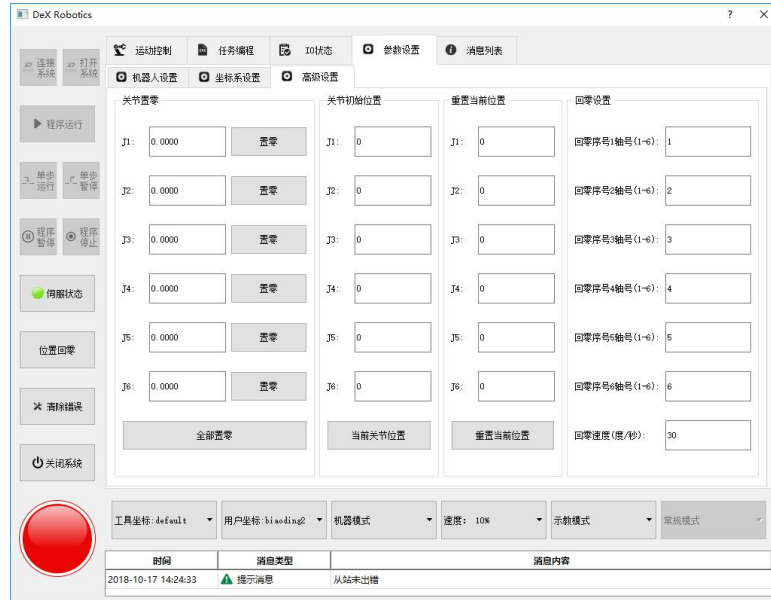 DeX Robotics
运动控制 任务编程 IO状态 参数设置 消息列表
机器人设置 坐标系设置 高级设置
连接系统 打开系统
程序运行
单步运行 单步暂停
程序暂停 程序停止
伺服状态
位置回零
清除错误
关闭系统
关节置零 关节初始位置 重置当前位置 回零设置
J1: 0.0000 置零 J1: 0 J1: 0 回零序号1轴号(1-6): 1
J2: 0.0000 置零 J2: 0 J2: 0 回零序号2轴号(1-6): 2
J3: 0.0000 置零 J3: 0 J3: 0 回零序号3轴号(1-6): 3
J4: 0.0000 置零 J4: 0 J4: 0 回零序号4轴号(1-6): 4
J5: 0.0000 置零 J5: 0 J5: 0 回零序号5轴号(1-6): 5
J6: 0.0000 置零 J6: 0 J6: 0 回零序号6轴号(1-6): 6
全部置零 当前关节位置 重置当前位置 回零速度(度/秒): 30
工具坐标:default 用户坐标:biaoding2 机器模式 速度: 10% 示教模式 常规模式
时间 消息类型 消息内容
2018-10-17 14:24:33 提示消息 从站未出错